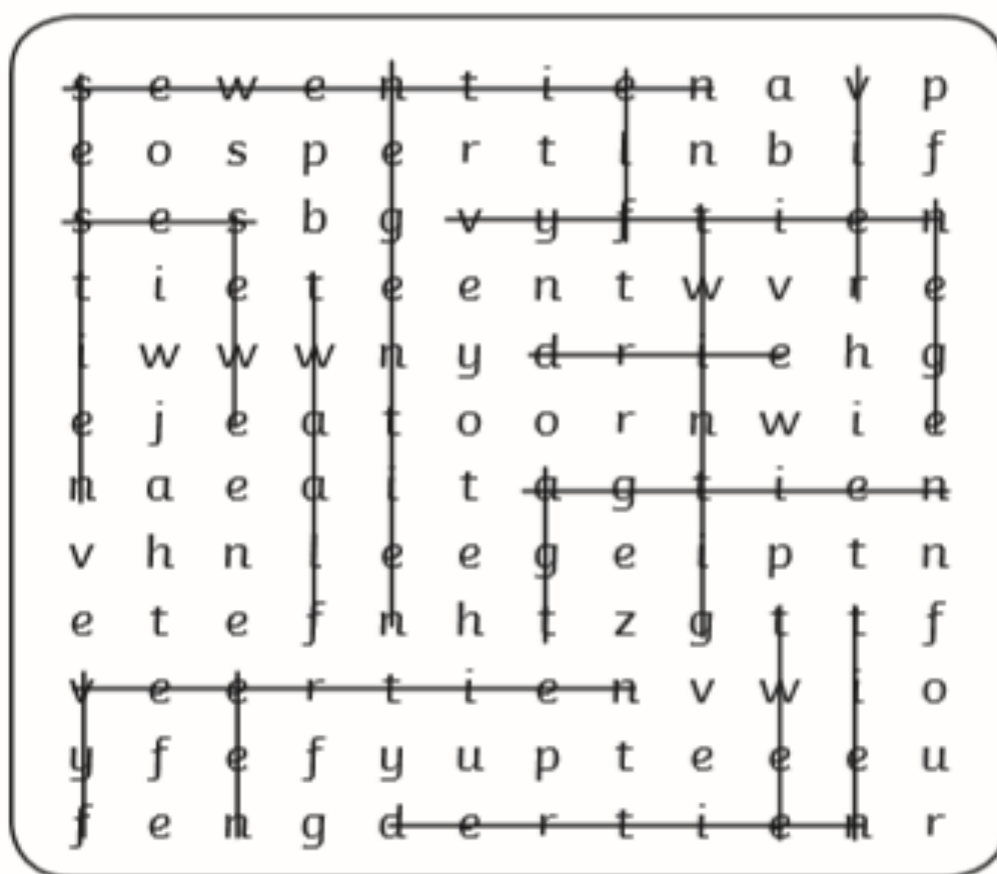 s e w e n t i e n a v p
e o s p e r t l n b i f
s e s b g v y f t i e n
t i e t e e n t w v r e
i w w w n y d r i e h g
e j e a t o o r n w i e
n a e a i t a g t i e n
v h n l e e g e i p t n
e t e f n h t z g t t f
v e e r t i e n v w i o
y f e f y u p t e e e u
f e n g d e r t i e n r